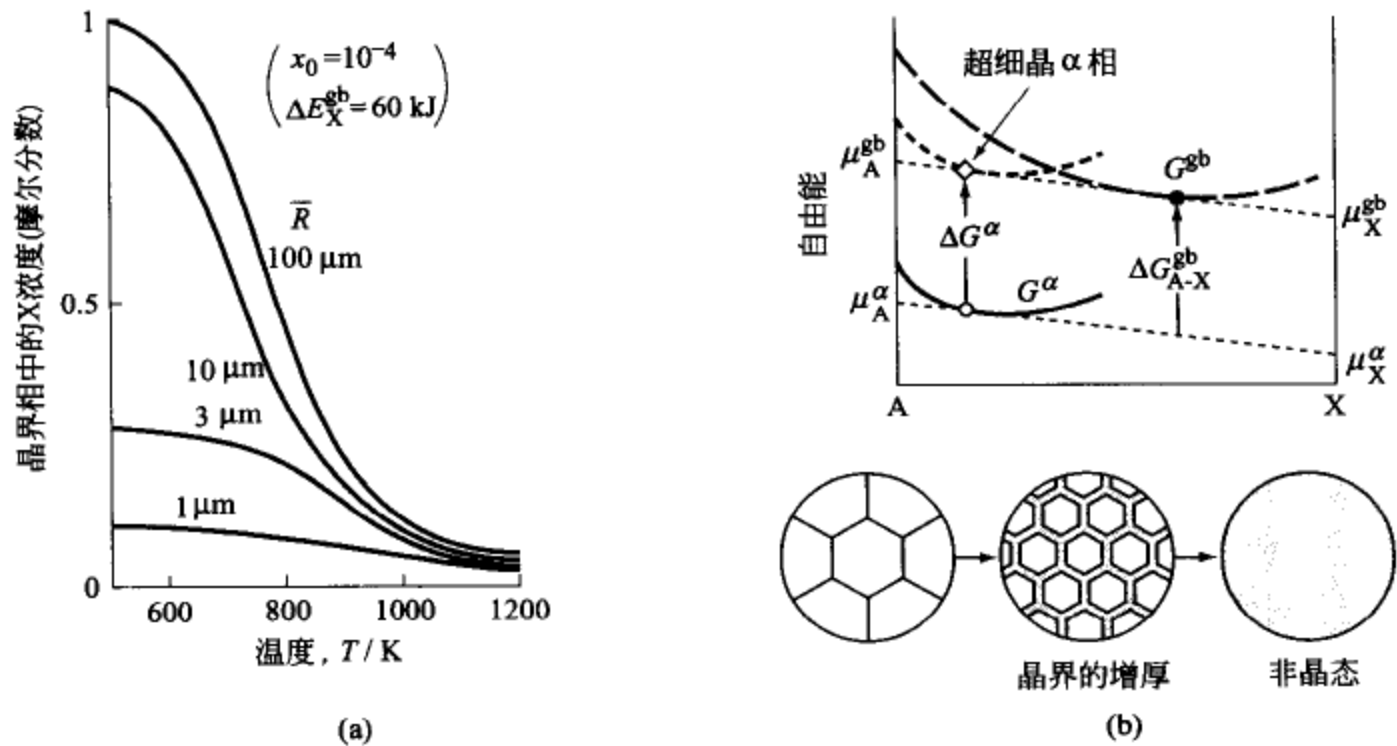 晶界相中的X浓度(摩尔分数)
1
0.5
0
x₀=10⁻⁴
ΔE_X^gb=60 kJ
R̅
100 μm
10 μm
3 μm
1 μm
600 800 1000 1200
温度, T / K
(a)
自由能
超细晶 α 相
μ_A^gb
G^gb
μ_X^gb
ΔG^α
ΔG_A-X^gb
μ_A^α
G^α
μ_X^α
A X
晶界的增厚 非晶态
(b)